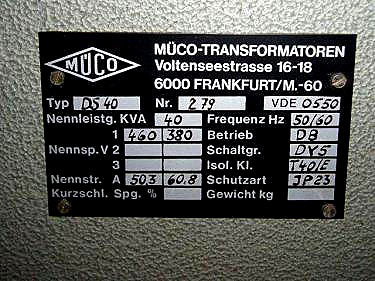 MÜCO
MÜCO-TRANSFORMATOREN
Voltenseestrasse 16-18
6000 FRANKFURT/M.-60
Typ DS 40 Nr. 279 VDE 0550
Nennleistg. KVA 40 Frequenz Hz 50/60
1 460 380 Betrieb DB
Nennsp. V 2 Schaltgr. DY5
3 Isol. Kl. T40/E
Nennstr. A 50,3 60.8 Schutzart JP23
Kurzschl. Spg. % Gewicht kg